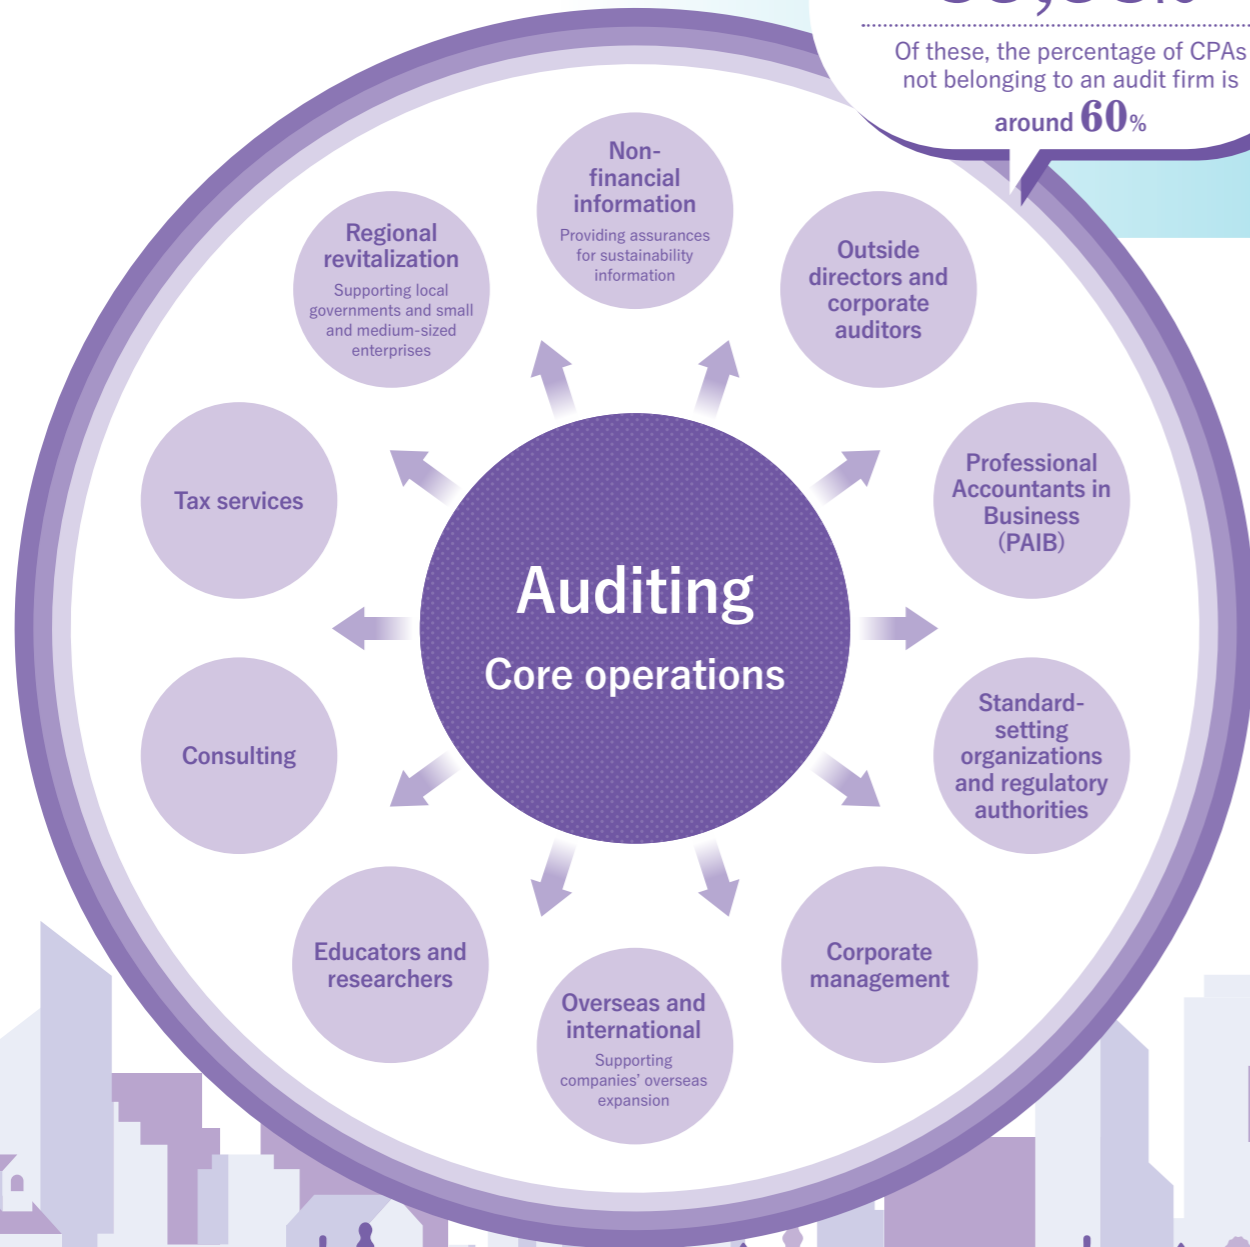 Of these, the percentage of CPAs
not belonging to an audit firm is
around 60%
Non-
financial
information
Providing assurances
for sustainability
information
Regional
revitalization
Supporting local
governments and small
and medium-sized
enterprises
Outside
directors and
corporate
auditors
Tax services
Professional
Accountants in
Business
(PAIB)
Auditing
Core operations
Consulting
Standard-
setting
organizations
and regulatory
authorities
Educators and
researchers
Corporate
management
Overseas and
international
Supporting
companies’ overseas
expansion